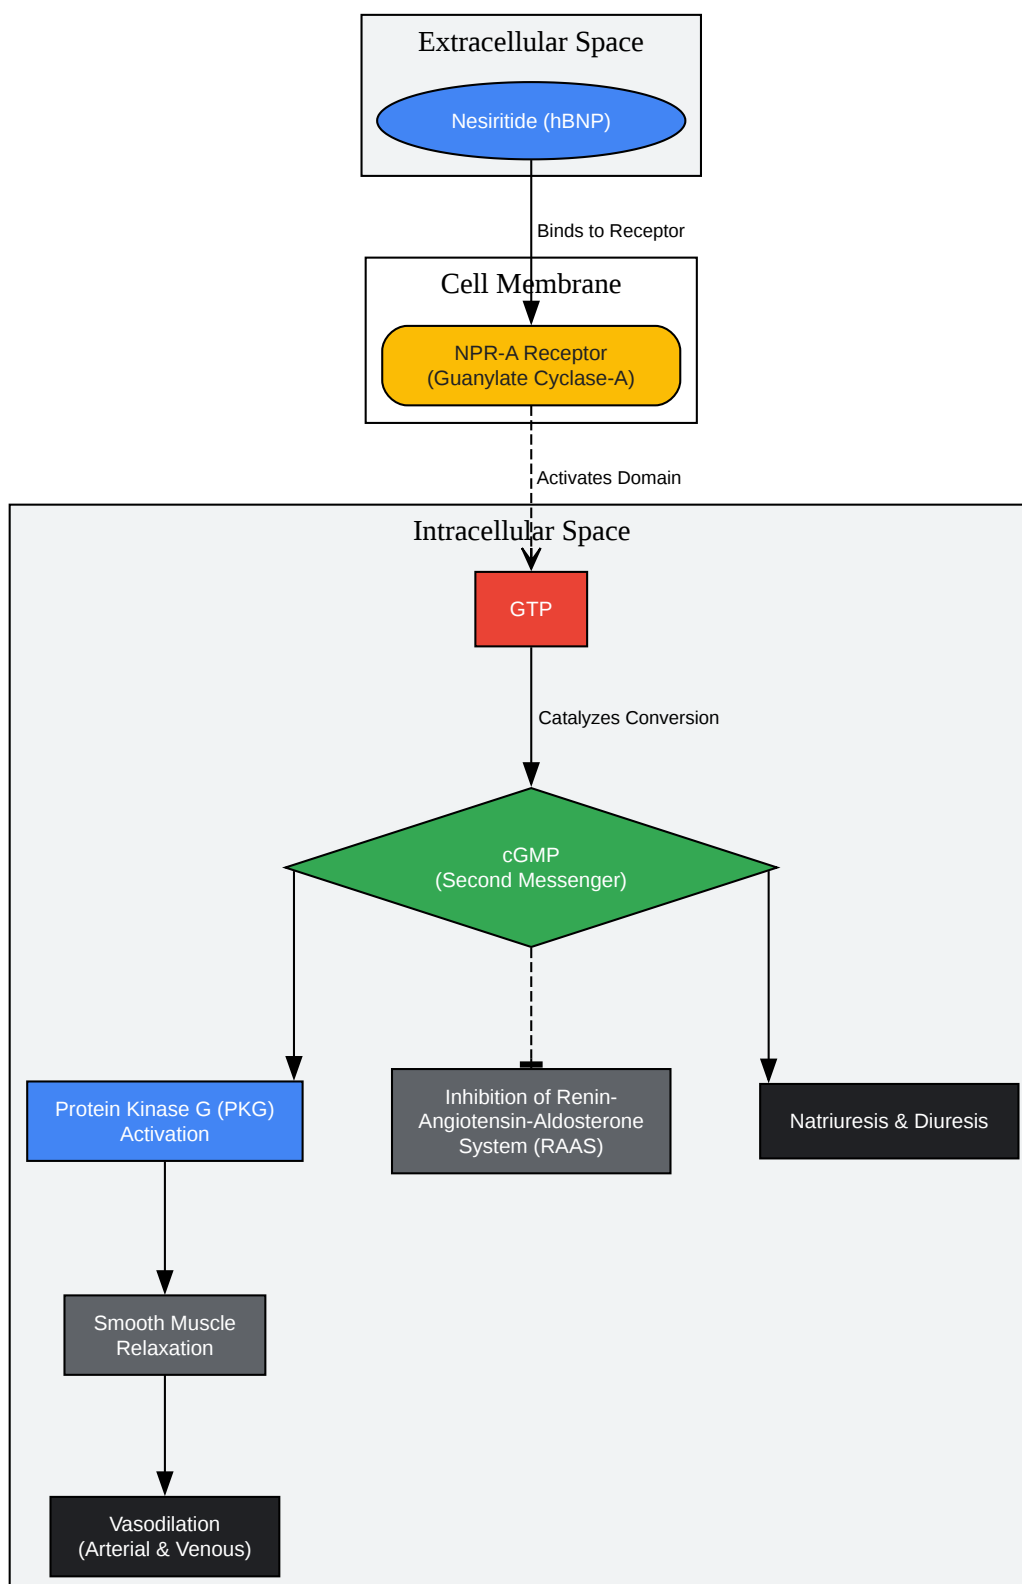 Extracellular Space
Nesiritide (hBNP)
Binds to Receptor
Cell Membrane
NPR-A Receptor
(Guanylate Cyclase-A)
Activates Domain
Intracellular Space
GTP
Catalyzes Conversion
cGMP
(Second Messenger)
Protein Kinase G (PKG)
Activation
Inhibition of Renin-
Angiotensin-Aldosterone
System (RAAS)
Natriuresis & Diuresis
Smooth Muscle
Relaxation
Vasodilation
(Arterial & Venous)